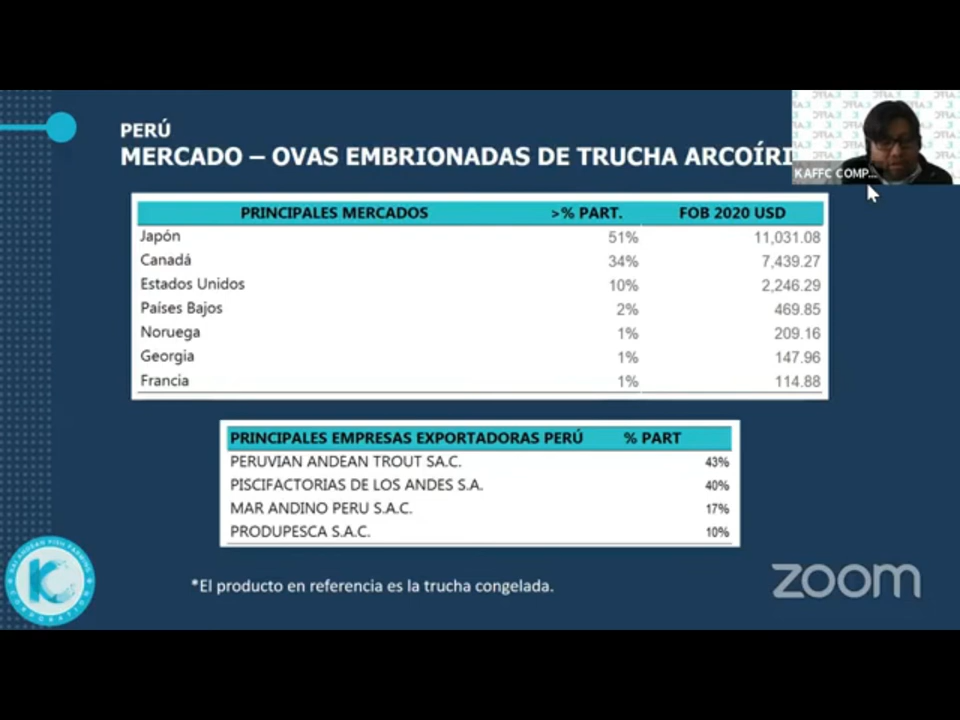 PERÚ
MERCADO – OVAS EMBRIONADAS DE TRUCHA ARCOÍRI
KAFFC COMP...
PRINCIPALES MERCADOS >% PART. FOB 2020 USD
Japón 51% 11,031.08
Canadá 34% 7,439.27
Estados Unidos 10% 2,246.29
Países Bajos 2% 469.85
Noruega 1% 209.16
Georgia 1% 147.96
Francia 1% 114.88
PRINCIPALES EMPRESAS EXPORTADORAS PERÚ % PART
PERUVIAN ANDEAN TROUT SA.C. 43%
PISCIFACTORIAS DE LOS ANDES S.A. 40%
MAR ANDINO PERU S.A.C. 17%
PRODUPESCA S.A.C. 10%
*El producto en referencia es la trucha congelada.
zoom